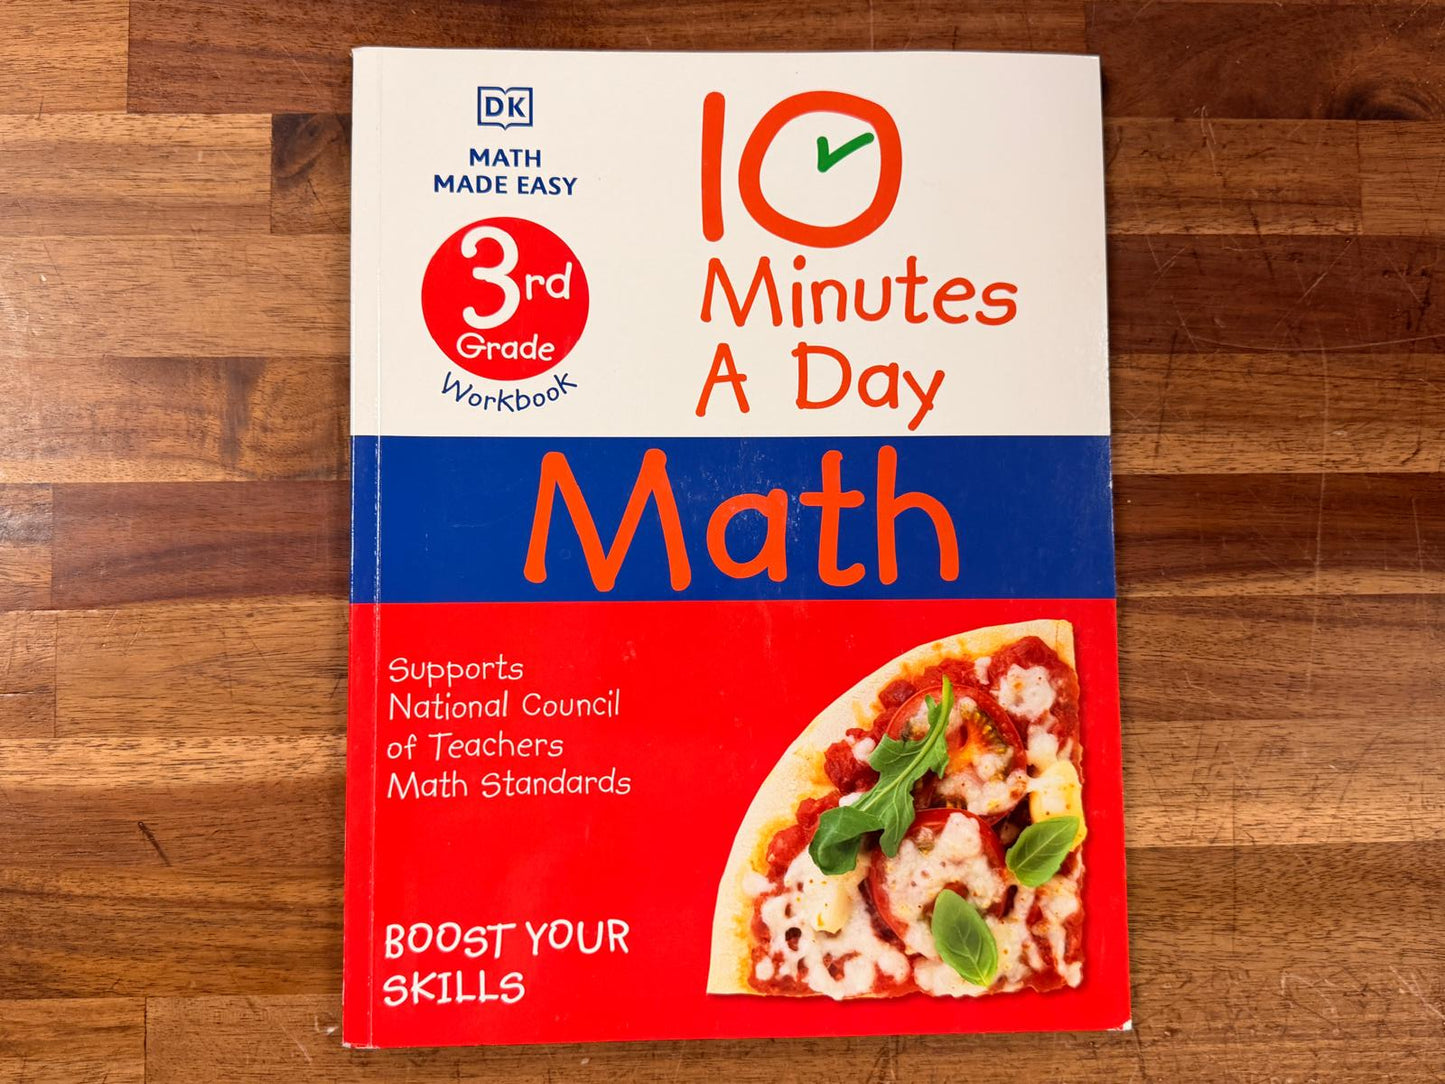 DK
MATH
MADE EASY
3rd
Grade
Workbook
10
Minutes
A Day
Math
Supports
National Council
of Teachers
Math Standards
BOOST YOUR
SKILLS